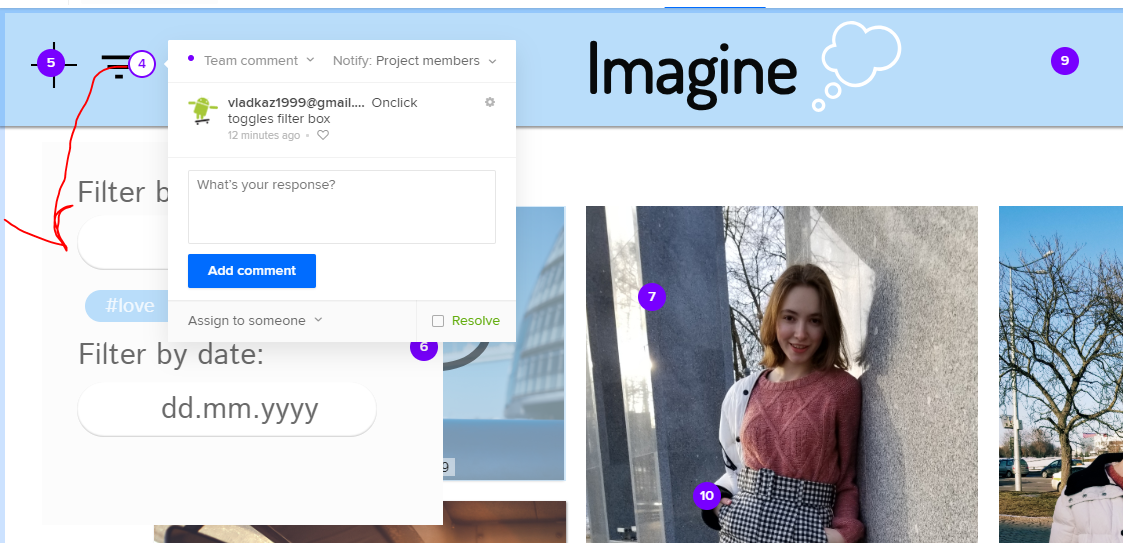 5
4
Team comment
Notify: Project members
Imagine
9
vladkaz1999@gmail.... Onclick
toggles filter box
12 minutes ago
Filter b
What's your response?
7
Add comment
#love
Assign to someone
Resolve
6
Filter by date:
dd.mm.yyyy
9
10